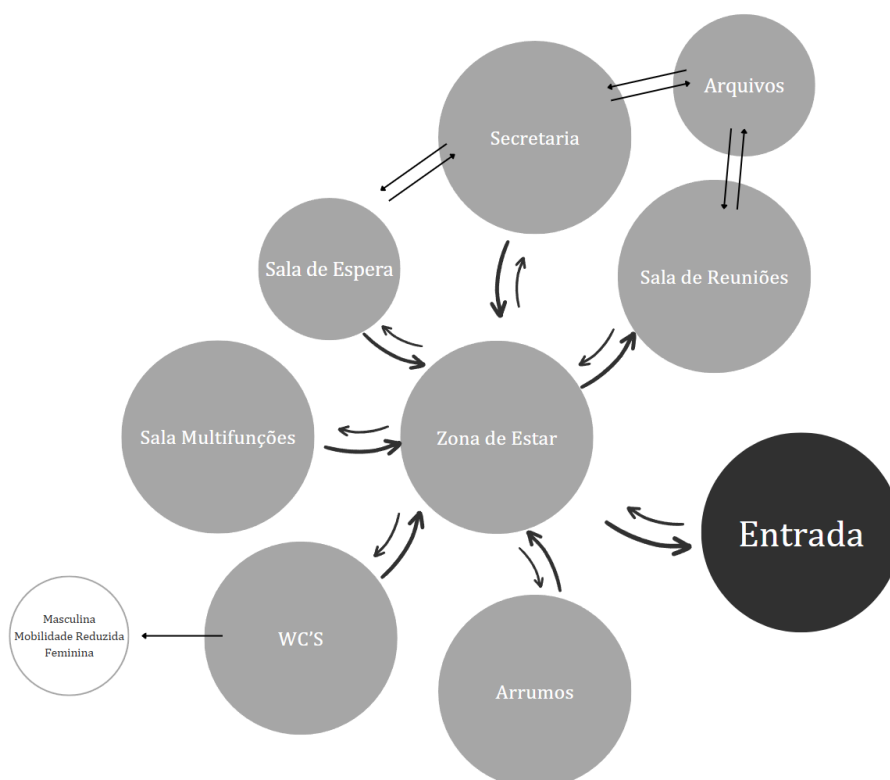 Arquivos
Secretaria
Sala de Espera
Sala de Reuniões
Sala Multifunções
Zona de Estar
Entrada
Masculina
Mobilidade Reduzida
Feminina
WC'S
Arrumos